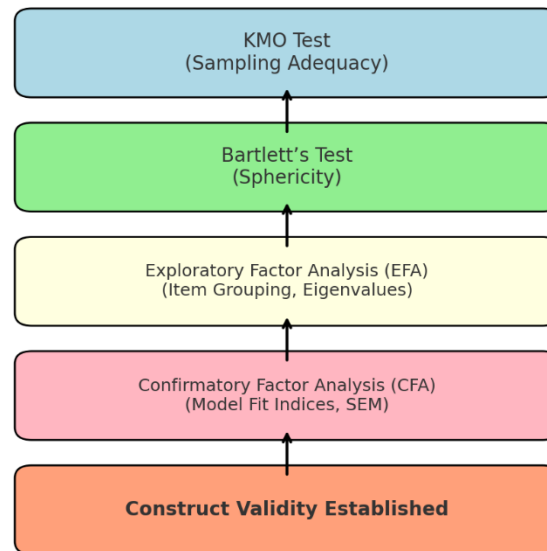 KMO Test
(Sampling Adequacy)
Bartlett’s Test
(Sphericity)
Exploratory Factor Analysis (EFA)
(Item Grouping, Eigenvalues)
Confirmatory Factor Analysis (CFA)
(Model Fit Indices, SEM)
Construct Validity Established